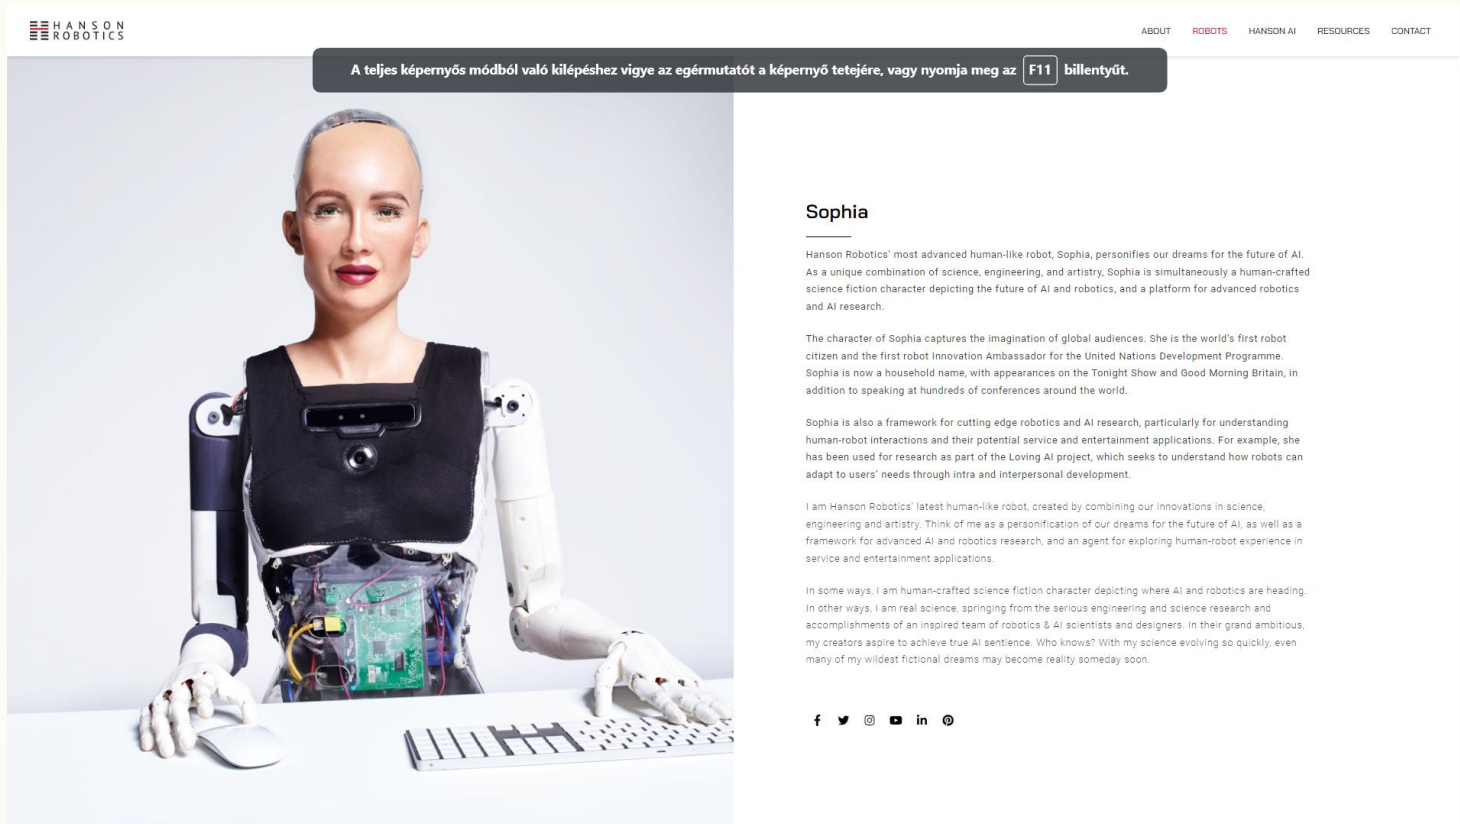 HANSON
ROBOTICS
ABOUT ROBOTS HANSON AI RESOURCES CONTACT
A teljes képernyős módból való kilépéshez vigye az egérmutatót a képernyő tetejére, vagy nyomja meg az F11 billentyűt.
Sophia
Hanson Robotics' most advanced human-like robot, Sophia, personifies our dreams for the future of AI.
As a unique combination of science, engineering, and artistry, Sophia is simultaneously a human-crafted
science fiction character depicting the future of AI and robotics, and a platform for advanced robotics
and AI research.
The character of Sophia captures the imagination of global audiences. She is the world's first robot
citizen and the first robot Innovation Ambassador for the United Nations Development Programme.
Sophia is now a household name, with appearances on the Tonight Show and Good Morning Britain, in
addition to speaking at hundreds of conferences around the world.
Sophia is also a framework for cutting edge robotics and AI research, particularly for understanding
human-robot interactions and their potential service and entertainment applications. For example, she
has been used for research as part of the Loving AI project, which seeks to understand how robots can
adapt to users' needs through intra and interpersonal development.
I am Hanson Robotics' latest human-like robot, created by combining our innovations in science,
engineering and artistry. Think of me as a personification of our dreams for the future of AI, as well as a
framework for advanced AI and robotics research, and an agent for exploring human-robot experience in
service and entertainment applications.
In some ways, I am human-crafted science fiction character depicting where AI and robotics are heading.
In other ways, I am real science, springing from the serious engineering and science research and
accomplishments of an inspired team of robotics & AI scientists and designers. In their grand ambitious,
my creators aspire to achieve true AI sentience. Who knows? With my science evolving so quickly, even
many of my wildest fictional dreams may become reality someday soon.